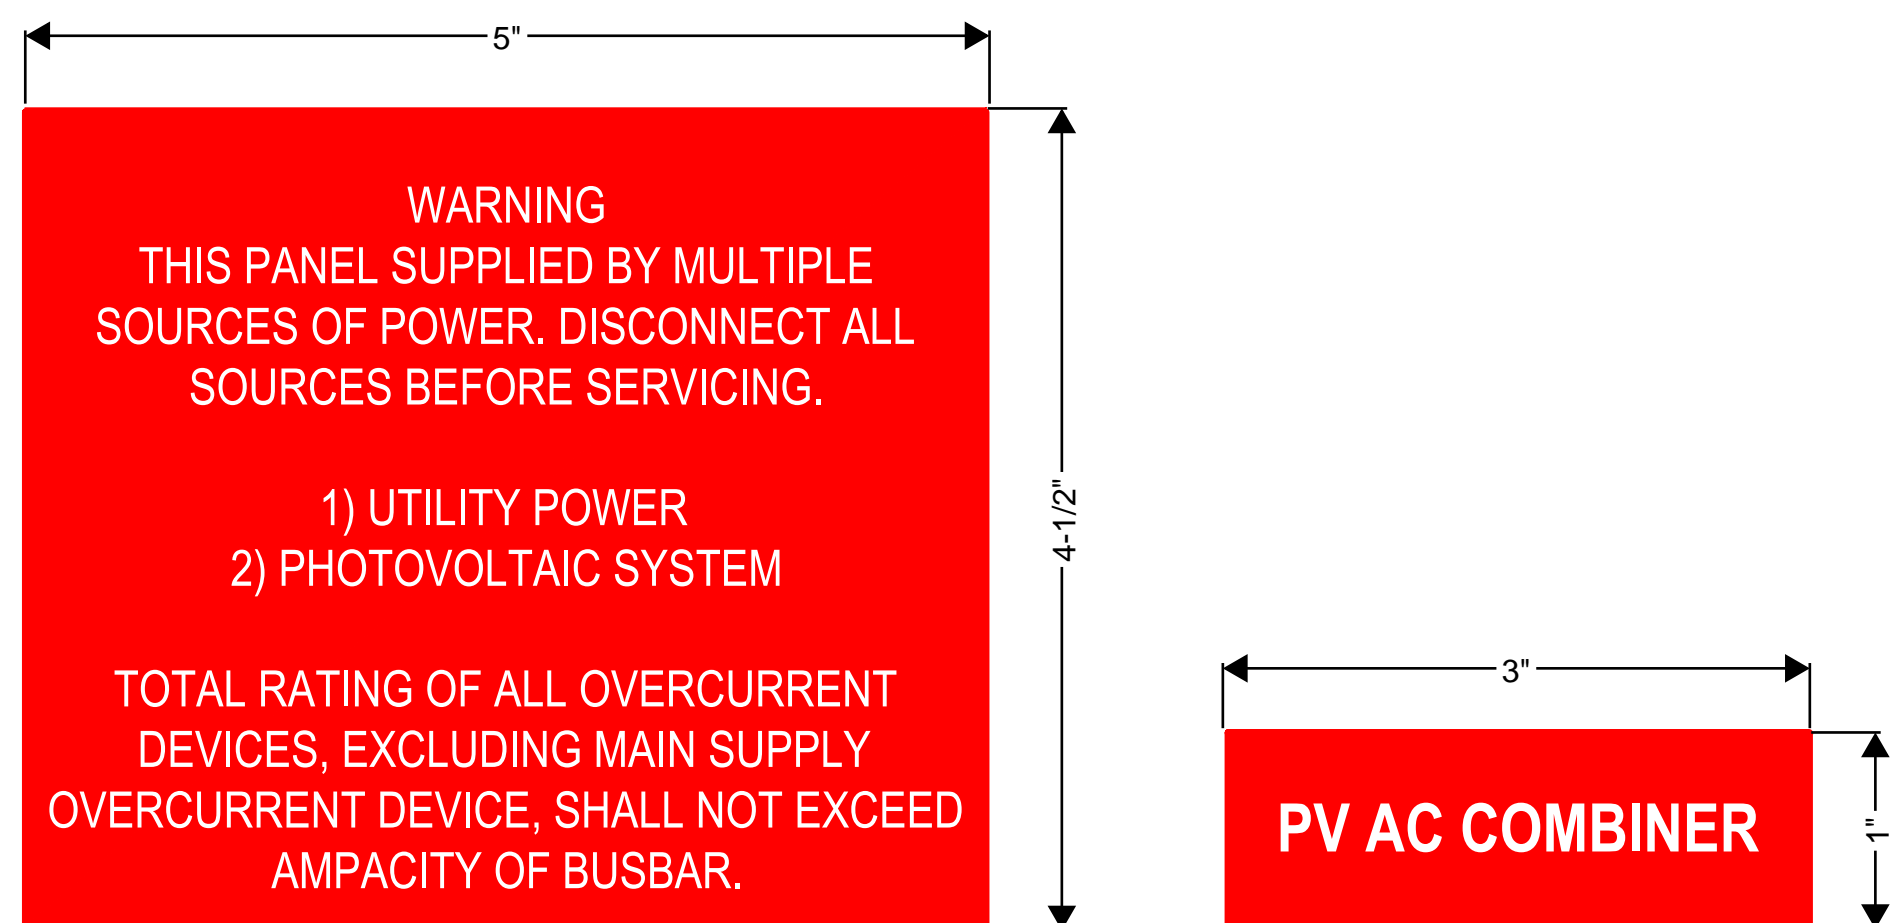 5"
WARNING
THIS PANEL SUPPLIED BY MULTIPLE
SOURCES OF POWER. DISCONNECT ALL
SOURCES BEFORE SERVICING.
1) UTILITY POWER
2) PHOTOVOLTAIC SYSTEM
TOTAL RATING OF ALL OVERCURRENT
DEVICES, EXCLUDING MAIN SUPPLY
OVERCURRENT DEVICE, SHALL NOT EXCEED
AMPACITY OF BUSBAR.
4-1/2"
3"
PV AC COMBINER
1"